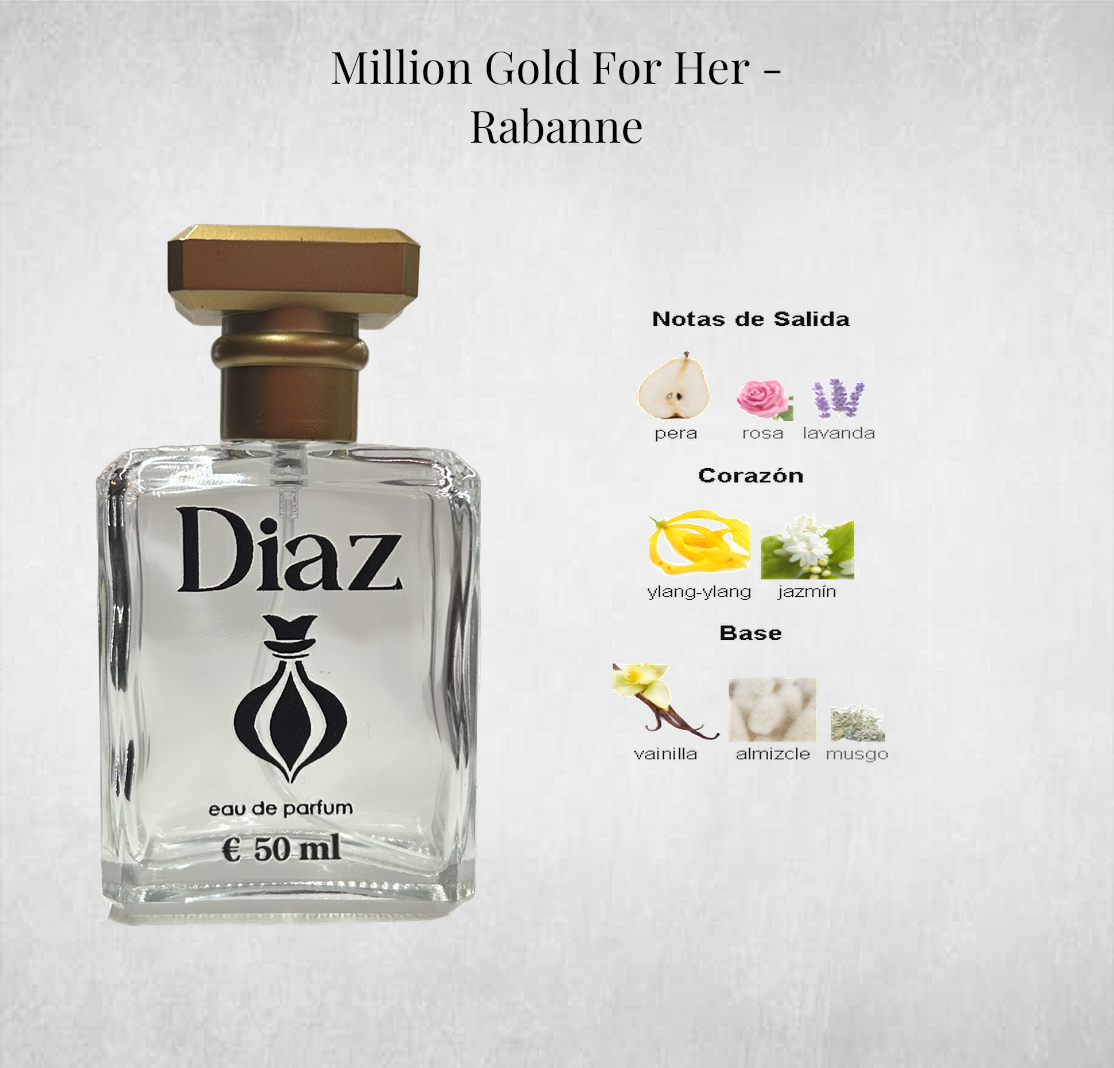 Million Gold For Her -
Rabanne
Notas de Salida
pera rosa lavanda
Corazón
ylang-ylang jazmín
Base
vainilla almizcle musgo
Diaz
eau de parfum
€ 50 ml